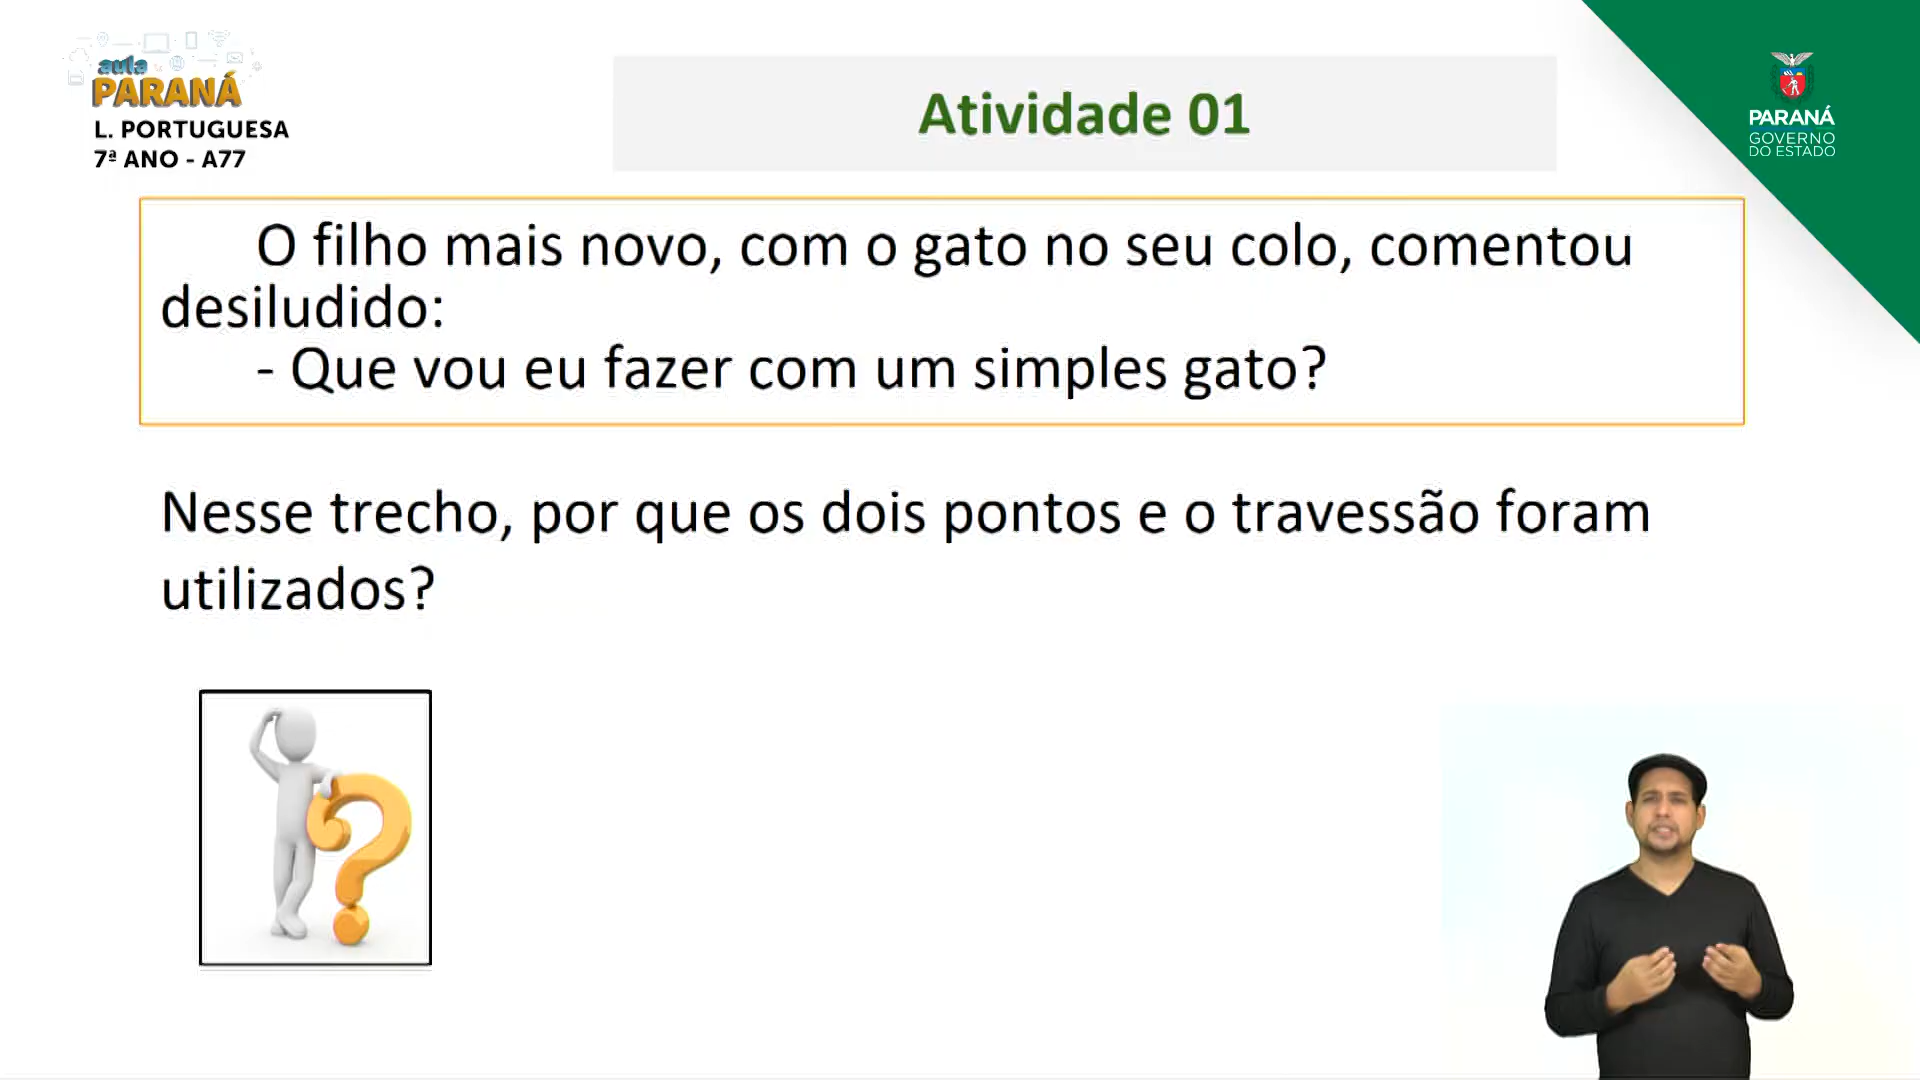 aula
PARANÁ
L. PORTUGUESA
7ª ANO - A77
Atividade 01
PARANÁ
GOVERNO
DO ESTADO
O filho mais novo, com o gato no seu colo, comentou
desiludido:
- Que vou eu fazer com um simples gato?
Nesse trecho, por que os dois pontos e o travessão foram
utilizados?